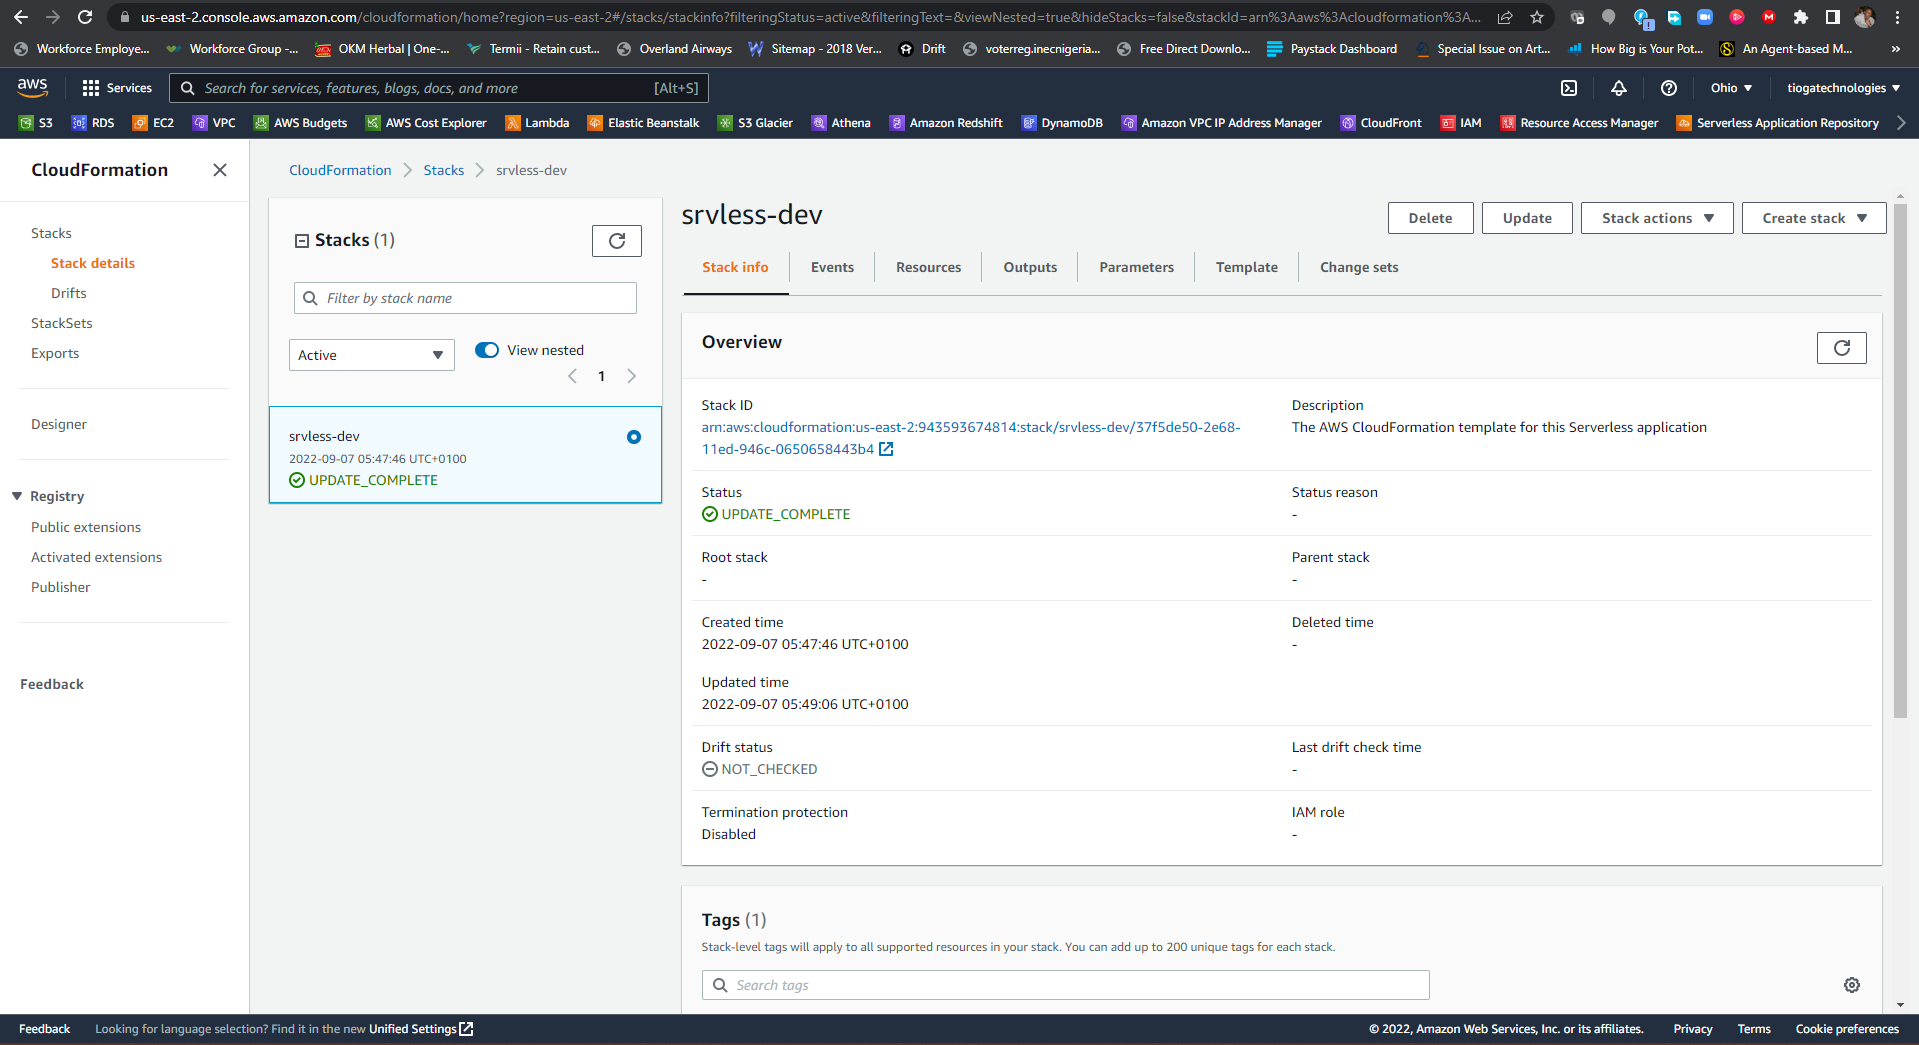 us-east-2.console.aws.amazon.com/cloudformation/home?region=us-east-2#/stacks/stackinfo?filteringStatus=active&filteringText=&viewNested=true&hideStacks=false&stackId=arn%3Aaws%3Acloudformation%3A...
Workforce Employe... Workforce Group -... OKM Herbal | One-... Termii - Retain cust... Overland Airways Sitemap - 2018 Ver... Drift voterreg.inecnigeria... Free Direct Downlo... Paystack Dashboard Special Issue on Art... How Big is Your Pot... An Agent-based M... »
aws Services Search for services, features, blogs, docs, and more [Alt+S] Ohio tiogatechnologies
S3 RDS EC2 VPC AWS Budgets AWS Cost Explorer Lambda Elastic Beanstalk S3 Glacier Athena Amazon Redshift DynamoDB Amazon VPC IP Address Manager CloudFront IAM Resource Access Manager Serverless Application Repository
CloudFormation
Stacks
Stack details
Drifts
StackSets
Exports
Designer
Registry
Public extensions
Activated extensions
Publisher
Feedback
CloudFormation Stacks srvless-dev
Stacks (1)
Filter by stack name
Active View nested
1
srvless-dev
2022-09-07 05:47:46 UTC+0100
UPDATE_COMPLETE
srvless-dev
Delete Update Stack actions Create stack
Stack info Events Resources Outputs Parameters Template Change sets
Overview
Stack ID
arn:aws:cloudformation:us-east-2:943593674814:stack/srvless-dev/37f5de50-2e68-
11ed-946c-0650658443b4
Description
The AWS CloudFormation template for this Serverless application
Status
UPDATE_COMPLETE
Status reason
-
Root stack
-
Parent stack
-
Created time
2022-09-07 05:47:46 UTC+0100
Deleted time
-
Updated time
2022-09-07 05:49:06 UTC+0100
Drift status
NOT_CHECKED
Last drift check time
-
Termination protection
Disabled
IAM role
-
Tags (1)
Stack-level tags will apply to all supported resources in your stack. You can add up to 200 unique tags for each stack.
Search tags
Feedback Looking for language selection? Find it in the new Unified Settings © 2022, Amazon Web Services, Inc. or its affiliates. Privacy Terms Cookie preferences